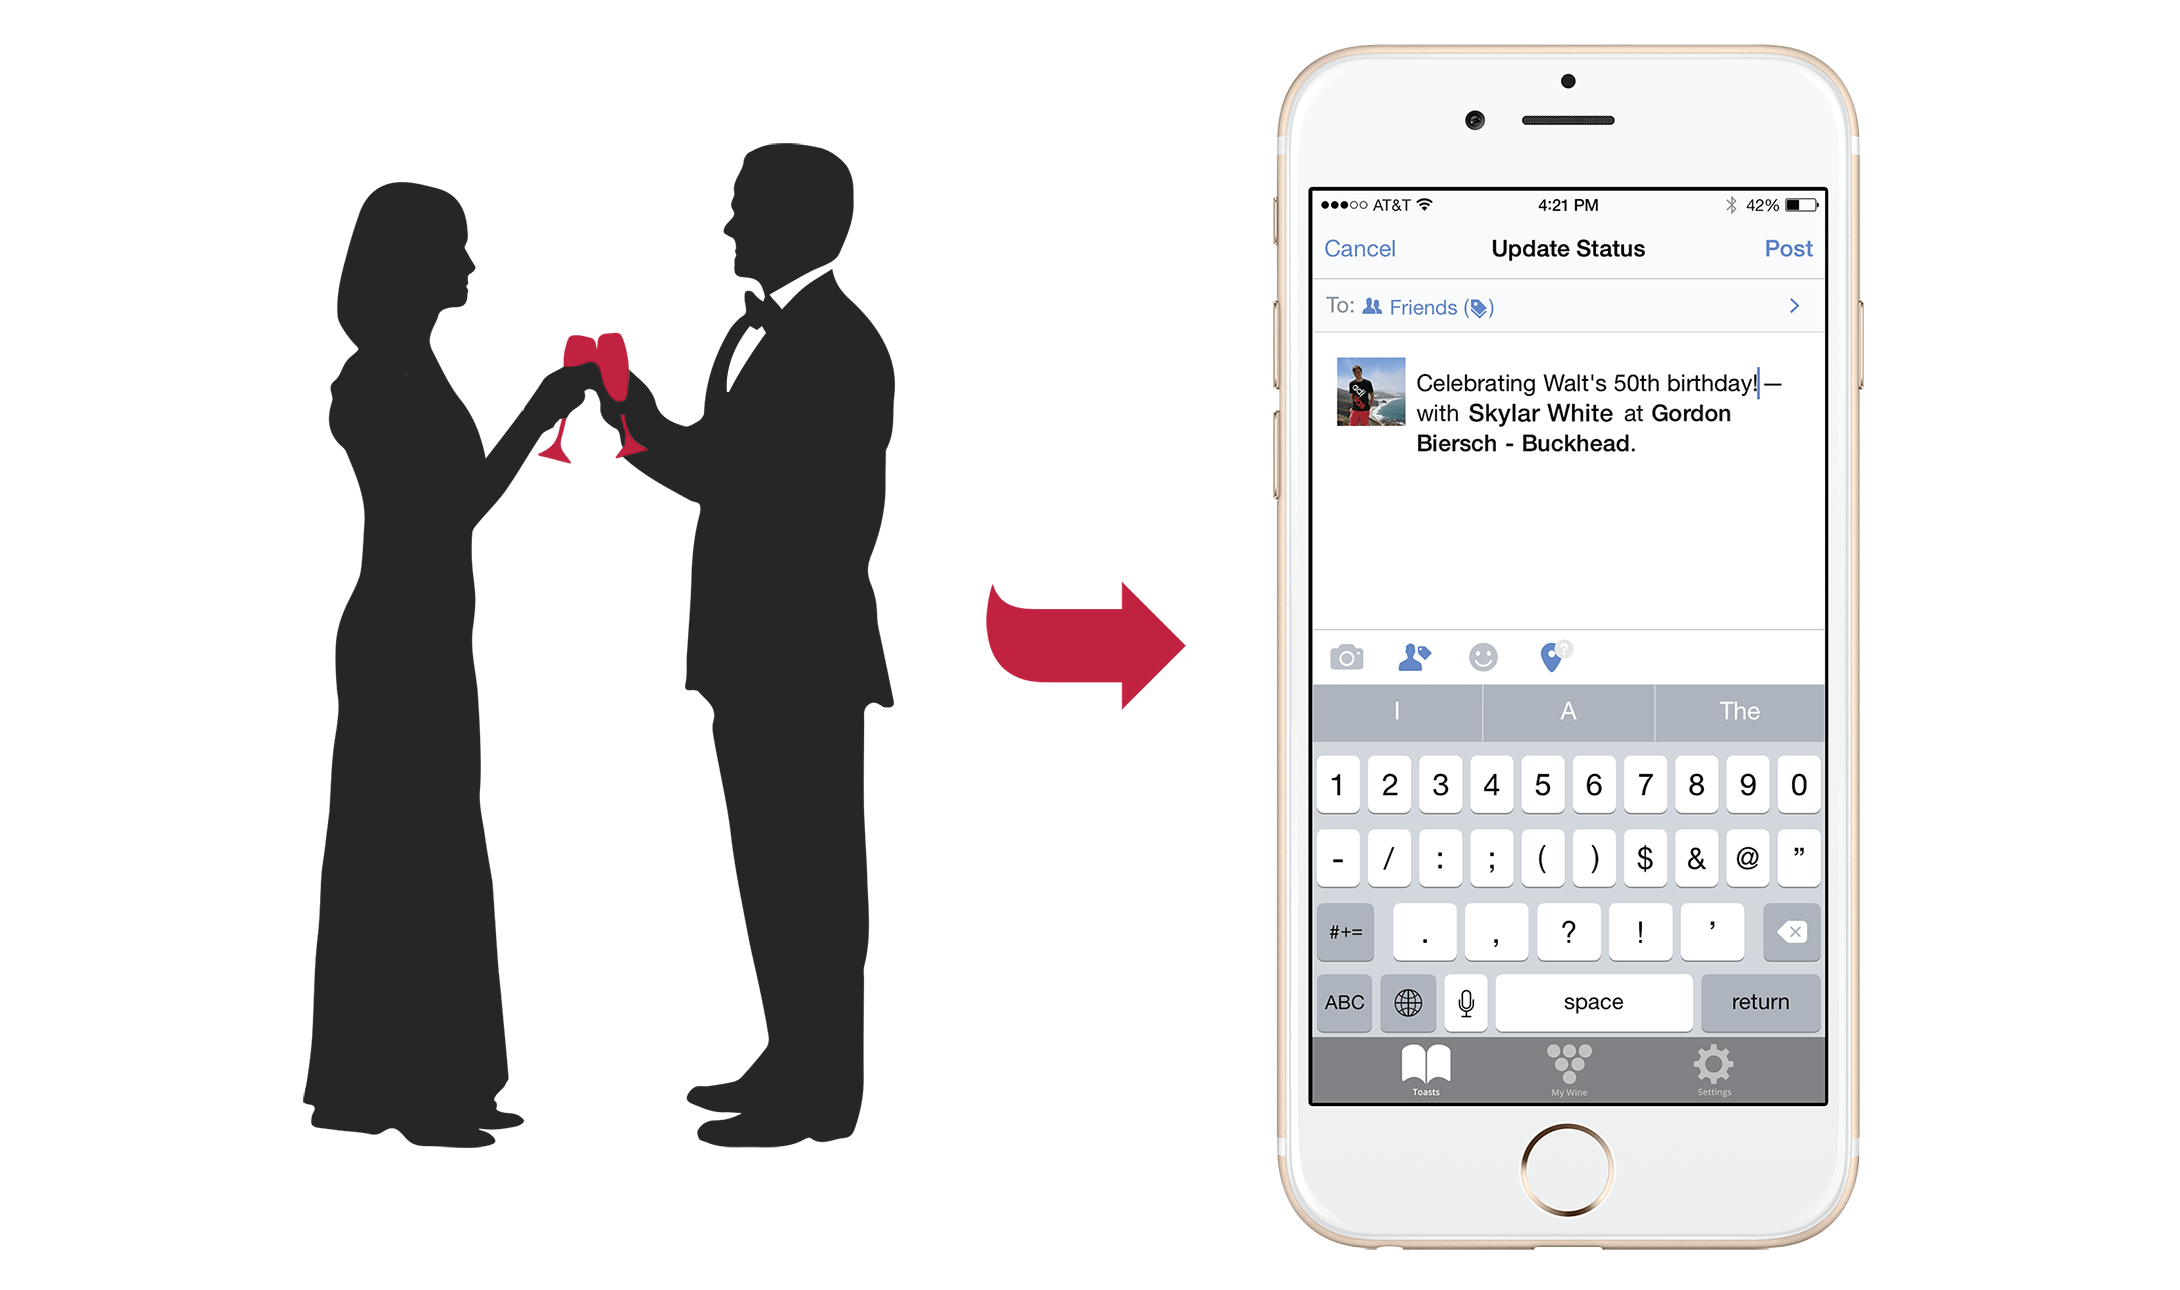 AT&T 4:21 PM 42%
Cancel Update Status Post
To: Friends ( )
Celebrating Walt's 50th birthday! —
with Skylar White at Gordon
Biersch - Buckhead.
?
I A The
1 2 3 4 5 6 7 8 9 0
- / : ; ( ) $ & @ ”
#+= . , ? ! ’
ABC space return
Toasts My Wine Settings